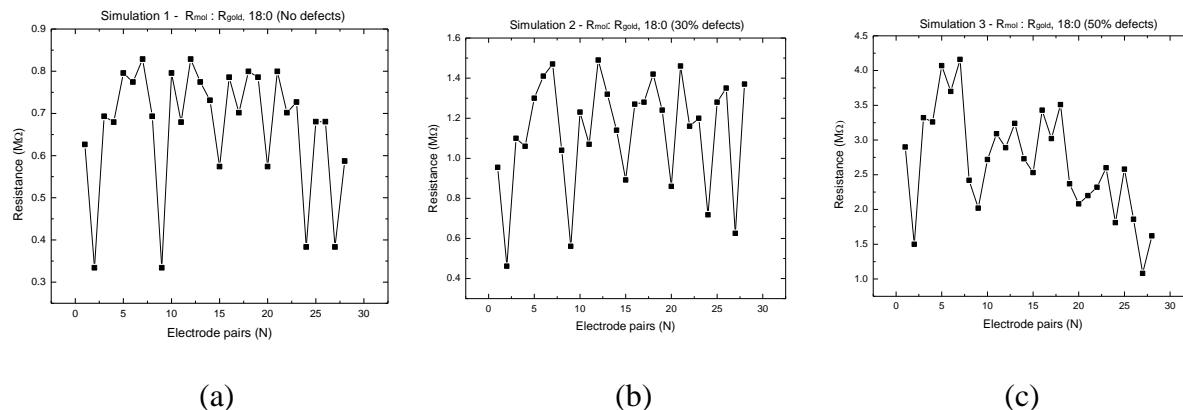 Simulation 1 - Rmol : Rgold, 18:0 (No defects)
0.9
0.8
0.7
0.6
0.5
0.4
0.3
Resistance (MΩ)
0 5 10 15 20 25 30
Electrode pairs (N)
(a)
Simulation 2 - Rmol: Rgold, 18:0 (30% defects)
1.6
1.4
1.2
1.0
0.8
0.6
0.4
Resistance (MΩ)
0 5 10 15 20 25 30
Electrode pairs (N)
(b)
Simulation 3 - Rmol : Rgold, 18:0 (50% defects)
4.5
4.0
3.5
3.0
2.5
2.0
1.5
1.0
Resistance (MΩ)
0 5 10 15 20 25 30
Electrode pairs (N)
(c)